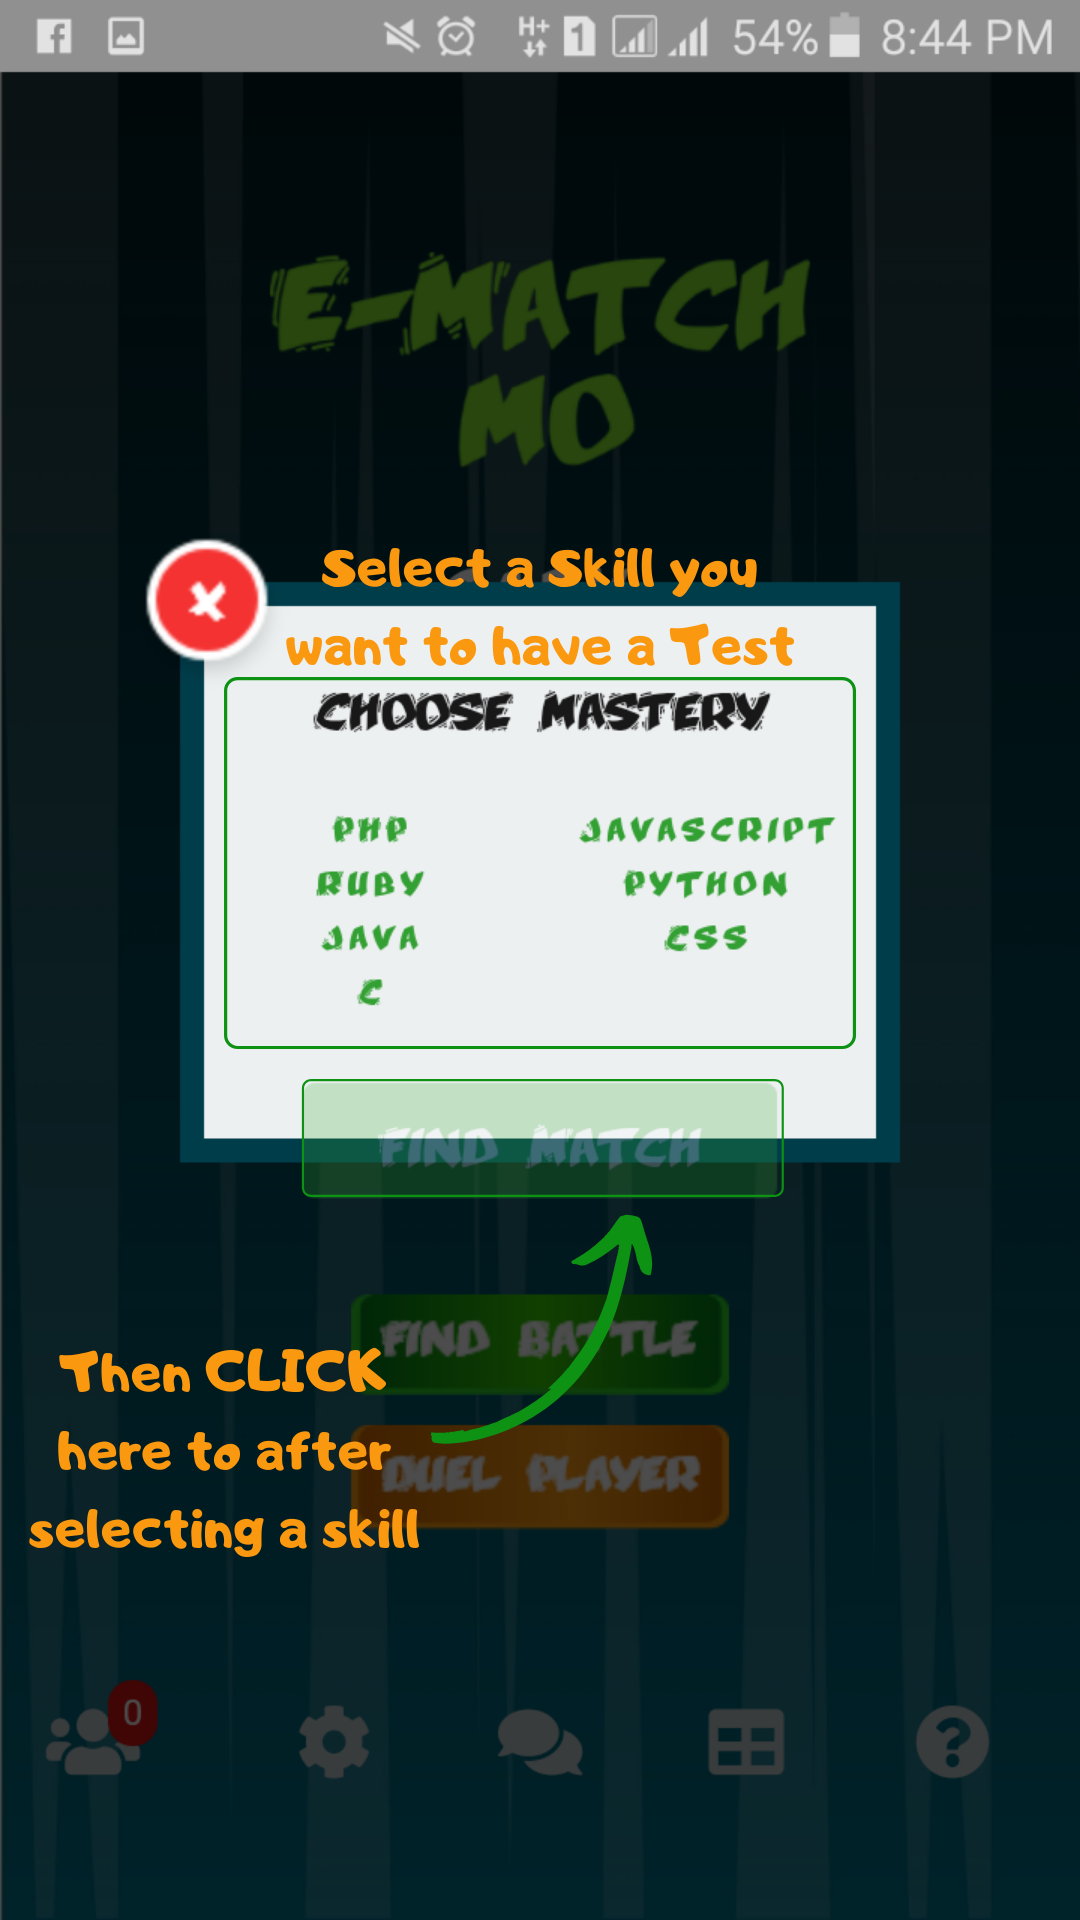 54% 8:44 PM
E-MATCH
MO
Select a Skill you
want to have a Test
CHOOSE MASTERY
PHP JAVASCRIPT
RUBY PYTHON
JAVA CSS
C
FIND MATCH
FIND BATTLE
Then CLICK
here to after
DUEL PLAYER
selecting a skill
0